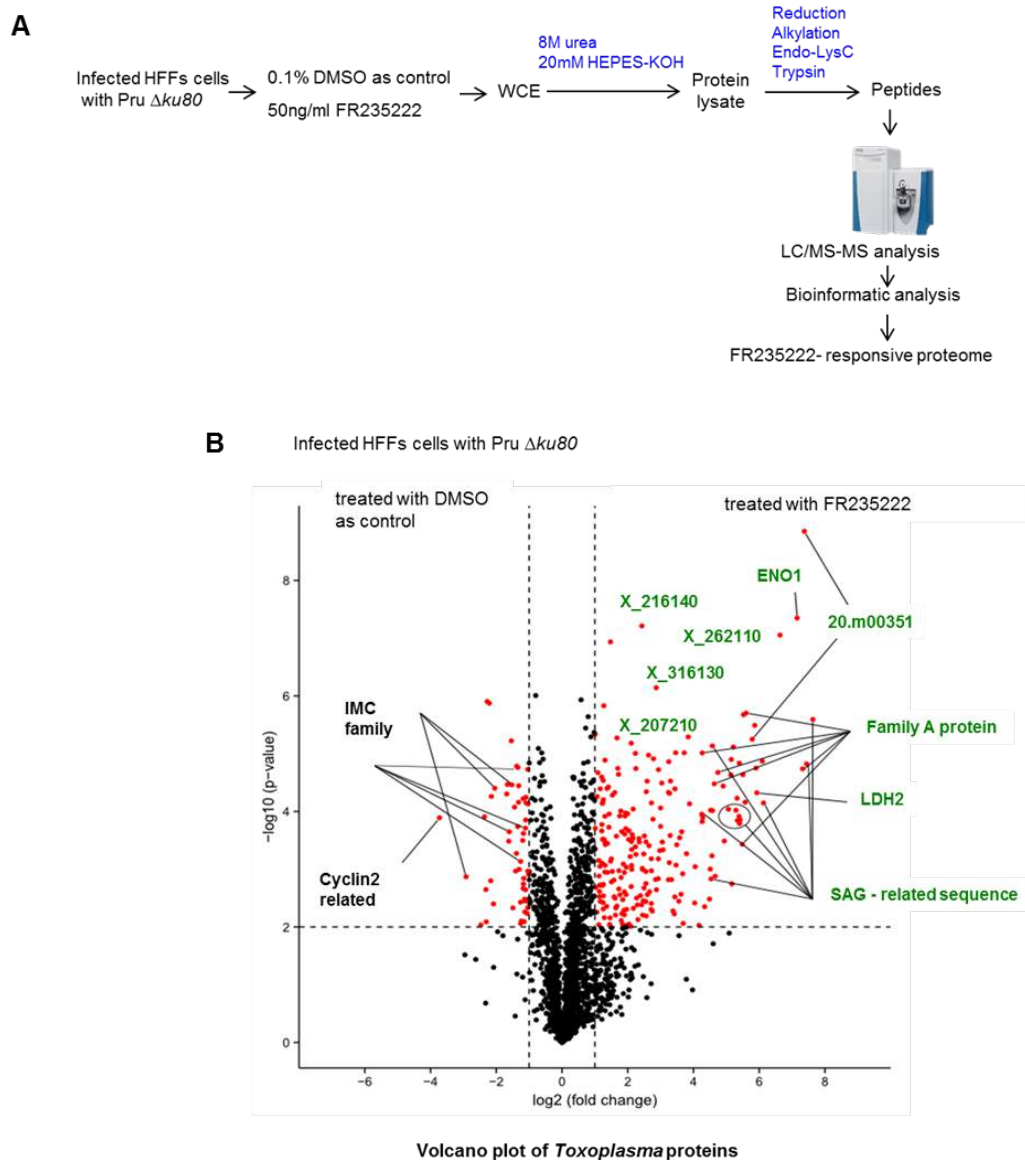 A
Infected HFFs cells
with Pru Δku80
0.1% DMSO as control
50ng/ml FR235222
WCE
8M urea
20mM HEPES-KOH
Protein
lysate
Reduction
Alkylation
Endo-LysC
Trypsin
Peptides
LC/MS-MS analysis
Bioinformatic analysis
FR235222- responsive proteome
B
Infected HFFs cells with Pru Δku80
treated with DMSO
as control
treated with FR235222
ENO1
X_216140
20.m00351
X_262110
X_316130
IMC
family
X_207210
Family A protein
LDH2
Cyclin2
related
SAG - related sequence
−log10 (p-value)
8
6
4
2
0
-6
-4
-2
0
2
4
6
8
log2 (fold change)
Volcano plot of Toxoplasma proteins